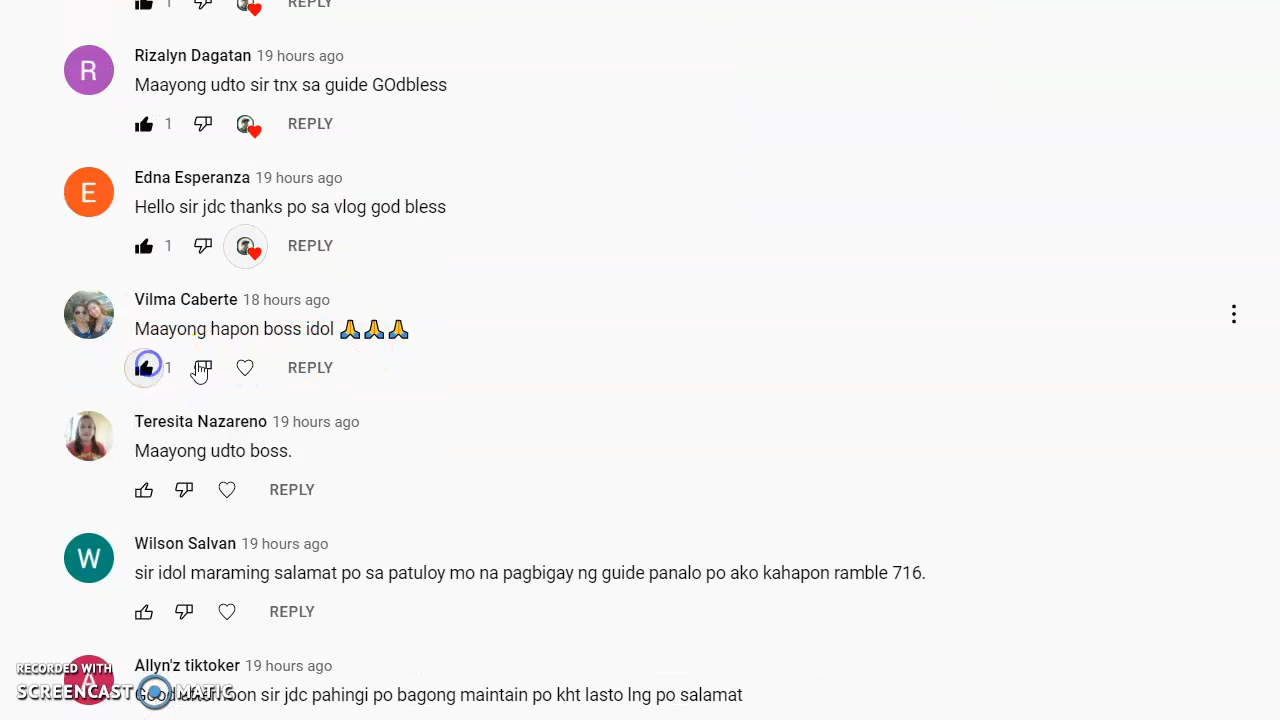 1 REPLY
Rizalyn Dagatan 19 hours ago
Maayong udto sir tnx sa guide GOdbless
1 REPLY
Edna Esperanza 19 hours ago
Hello sir jdc thanks po sa vlog god bless
1 REPLY
Vilma Caberte 18 hours ago
Maayong hapon boss idol 🙏🙏🙏
1 REPLY
Teresita Nazareno 19 hours ago
Maayong udto boss.
REPLY
Wilson Salvan 19 hours ago
sir idol maraming salamat po sa patuloy mo na pagbigay ng guide panalo po ako kahapon ramble 716.
REPLY
Allyn'z tiktoker 19 hours ago
sir jdc pahingi po bagong maintain po kht lasto lng po salamat
R
E
W
A
RECORDED WITH
SCREENCAST MATIC